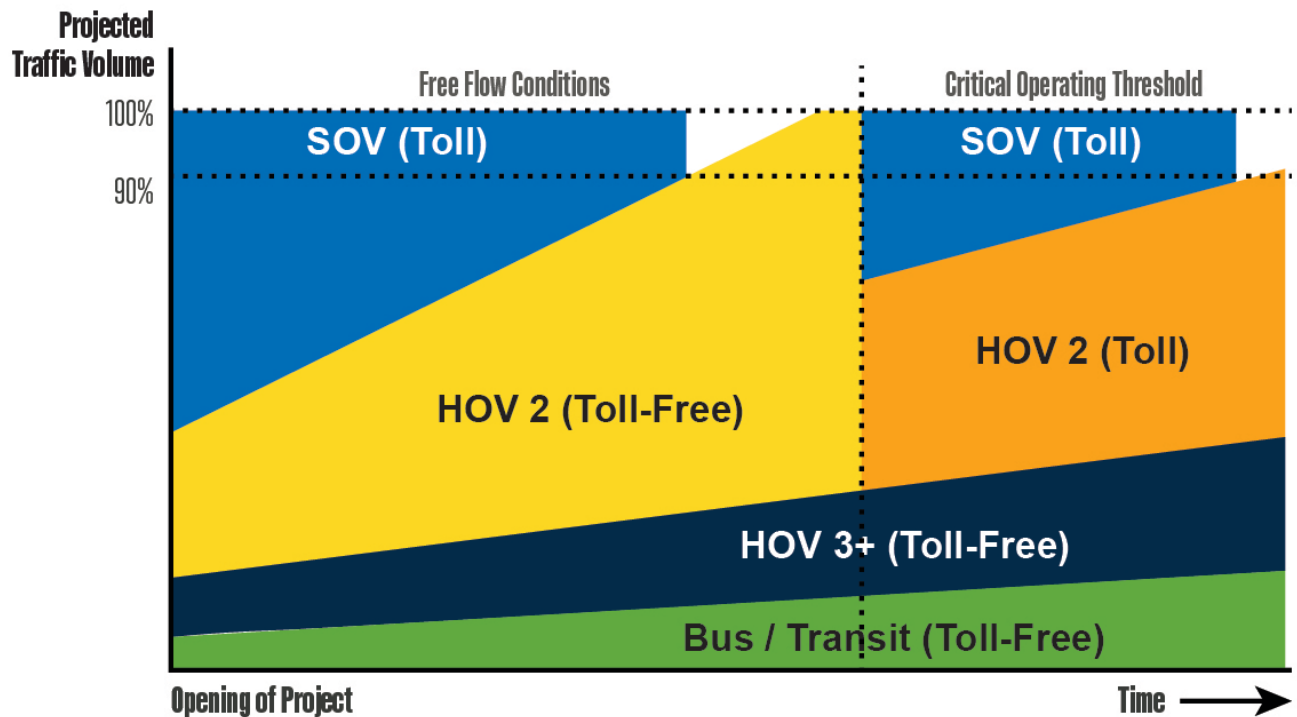 Projected
Traffic Volume
Free Flow Conditions
Critical Operating Threshold
100%
SOV (Toll)
SOV (Toll)
90%
HOV 2 (Toll)
HOV 2 (Toll-Free)
HOV 3+ (Toll-Free)
Bus / Transit (Toll-Free)
Opening of Project
Time